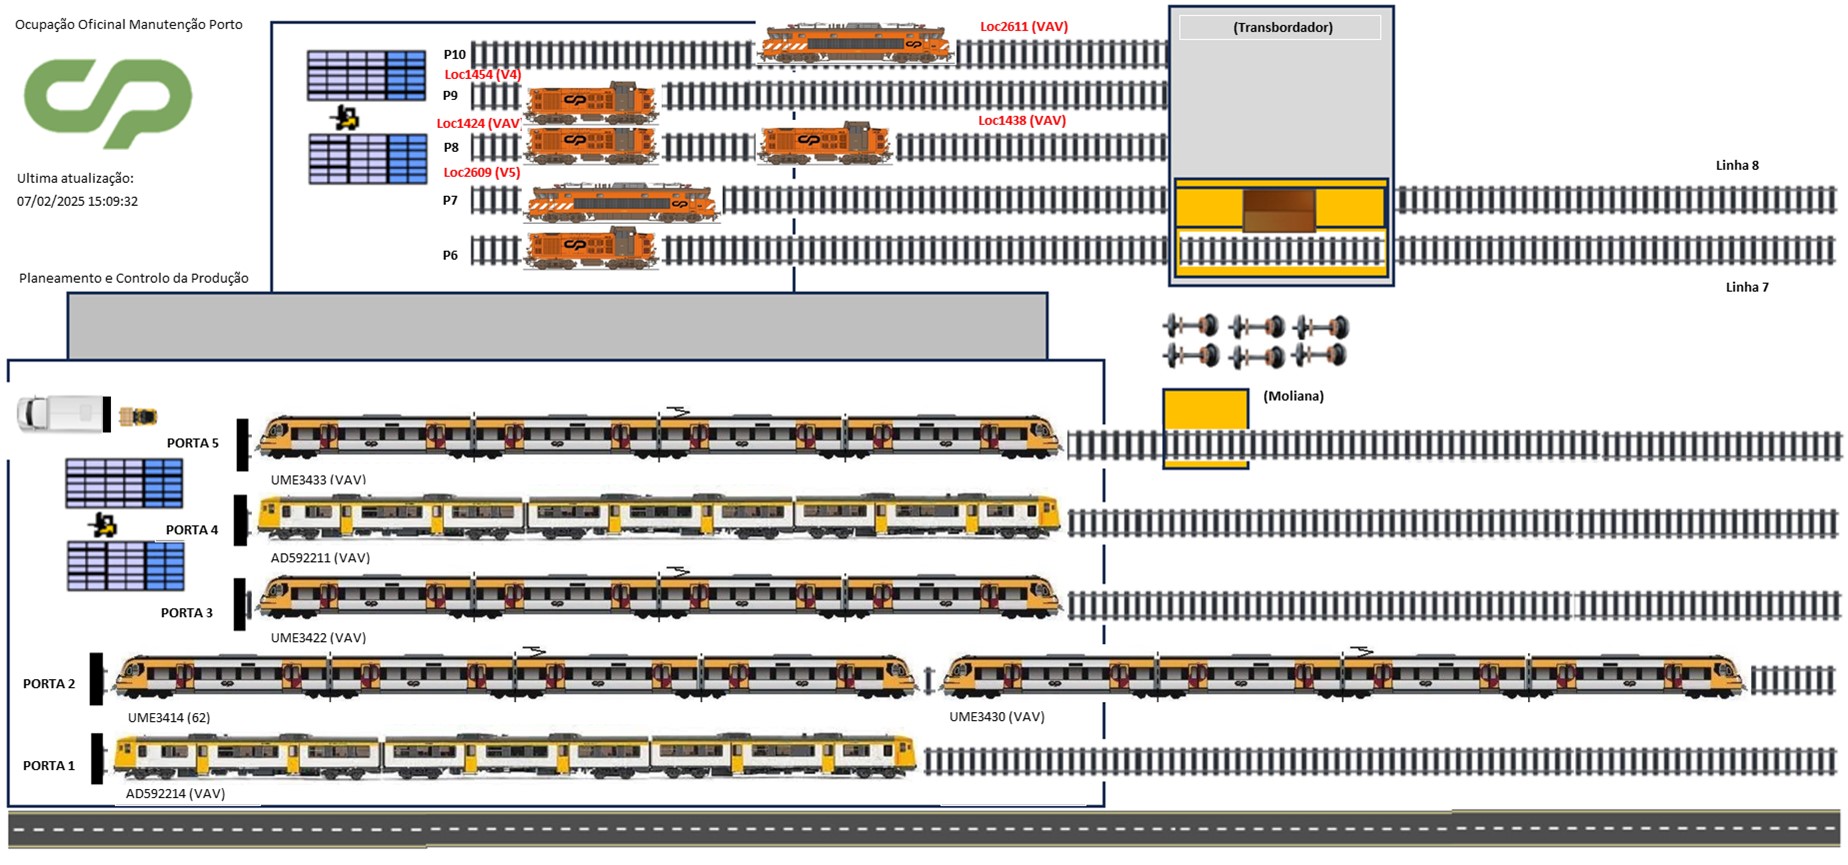 Ocupação Oficinal Manutenção Porto
Loc2611 (VAV)
(Transbordador)
P10
Loc1454 (V4)
P9
Loc1424 (VAV
Loc1438 (VAV)
P8
Linha 8
Loc2609 (V5)
Ultima atualização:
07/02/2025 15:09:32
P7
P6
Planeamento e Controlo da Produção
Linha 7
(Moliana)
PORTA 5
UME3433 (VAV)
PORTA 4
AD592211 (VAV)
PORTA 3
UME3422 (VAV)
PORTA 2
UME3414 (62)
UME3430 (VAV)
PORTA 1
AD592214 (VAV)